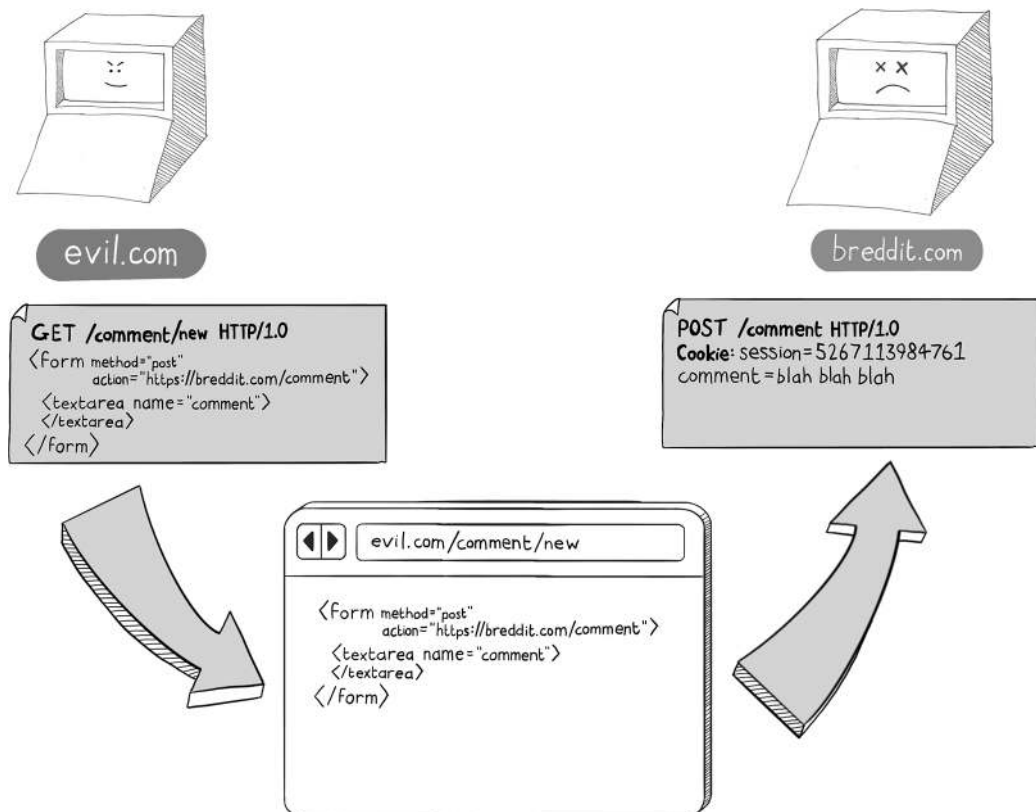 evil.com
breddit.com
GET /comment/new HTTP/1.0
<Form method="post"
action="https://breddit.com/comment">
<textarea name="comment">
</textarea>
</form>
POST /comment HTTP/1.0
Cookie: session=5267113984761
comment=blah blah blah
evil.com/comment/new
<Form method="post"
action="https://breddit.com/comment">
<textarea name="comment">
</textarea>
</form>